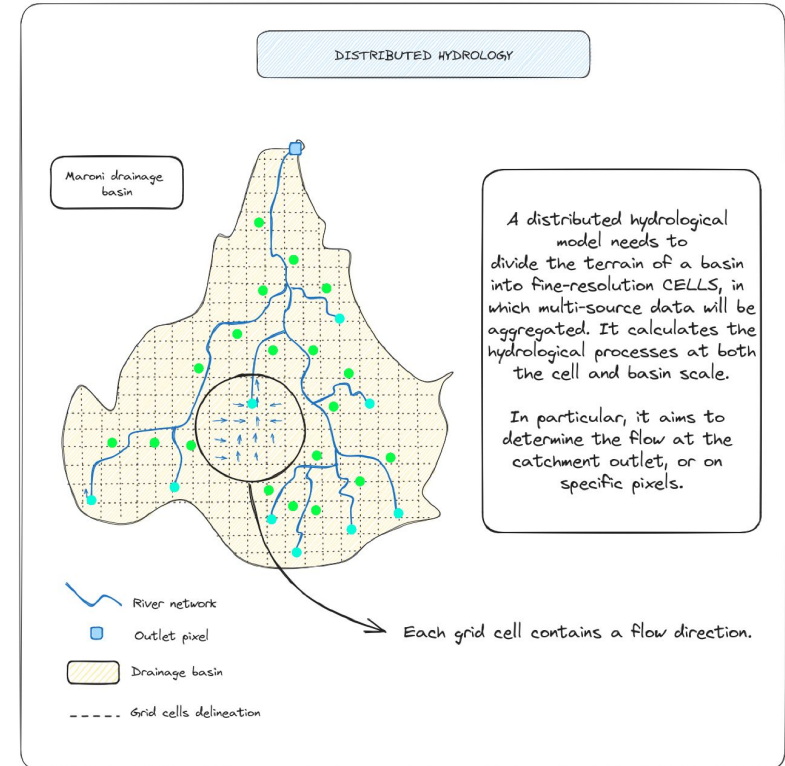 DISTRIBUTED HYDROLOGY
Maroni drainage
basin
A distributed hydrological
model needs to
divide the terrain of a basin
into fine-resolution CELLS, in
which multi-source data will be
aggregated. It calculates the
hydrological processes at both
the cell and basin scale.
In particular, it aims to
determine the flow at the
catchment outlet, or on
specific pixels.
River network
Outlet pixel
Each grid cell contains a flow direction.
Drainage basin
Grid cells delineation